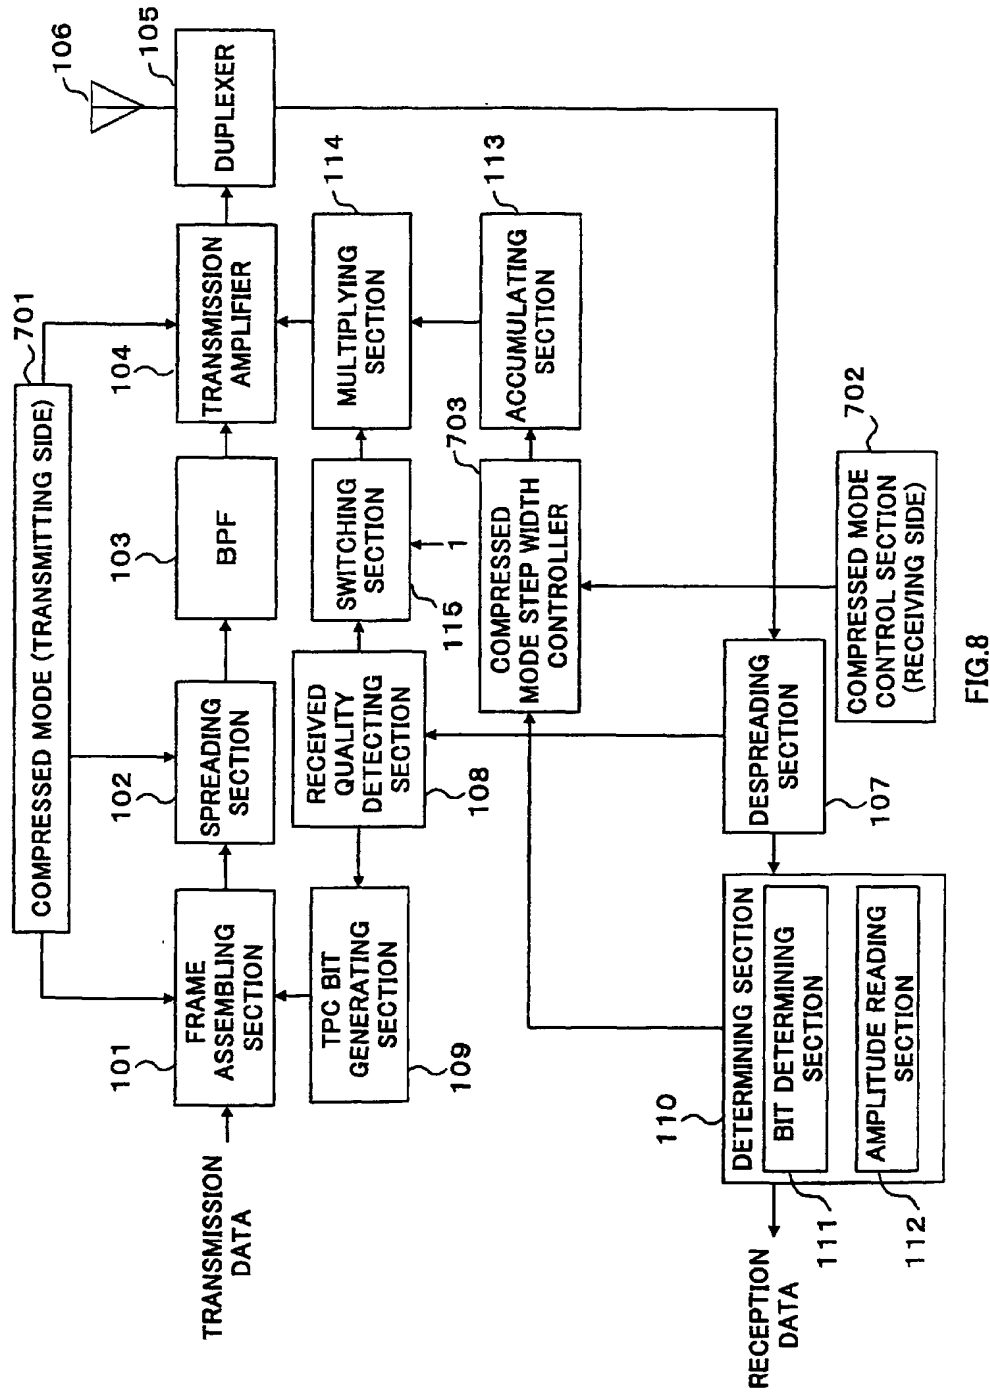 COMPRESSED MODE (TRANSMITTING SIDE)
701
TRANSMISSION
DATA
FRAME
ASSEMBLING
SECTION
101
SPREADING
SECTION
102
BPF
103
TRANSMISSION
AMPLIFIER
104
DUPLEXER
105
106
TPC BIT
GENERATING
SECTION
109
RECEIVED
QUALITY
DETECTING
SECTION
108
SWITCHING
SECTION
115
1
MULTIPLYING
SECTION
114
COMPRESSED
MODE STEP WIDTH
CONTROLLER
703
ACCUMULATING
SECTION
113
RECEPTION
DATA
DETERMINING SECTION
110
BIT DETERMINING
SECTION
111
AMPLITUDE READING
SECTION
112
DESPREADING
SECTION
107
COMPRESSED MODE
CONTROL SECTION
(RECEIVING SIDE)
702
FIG.8